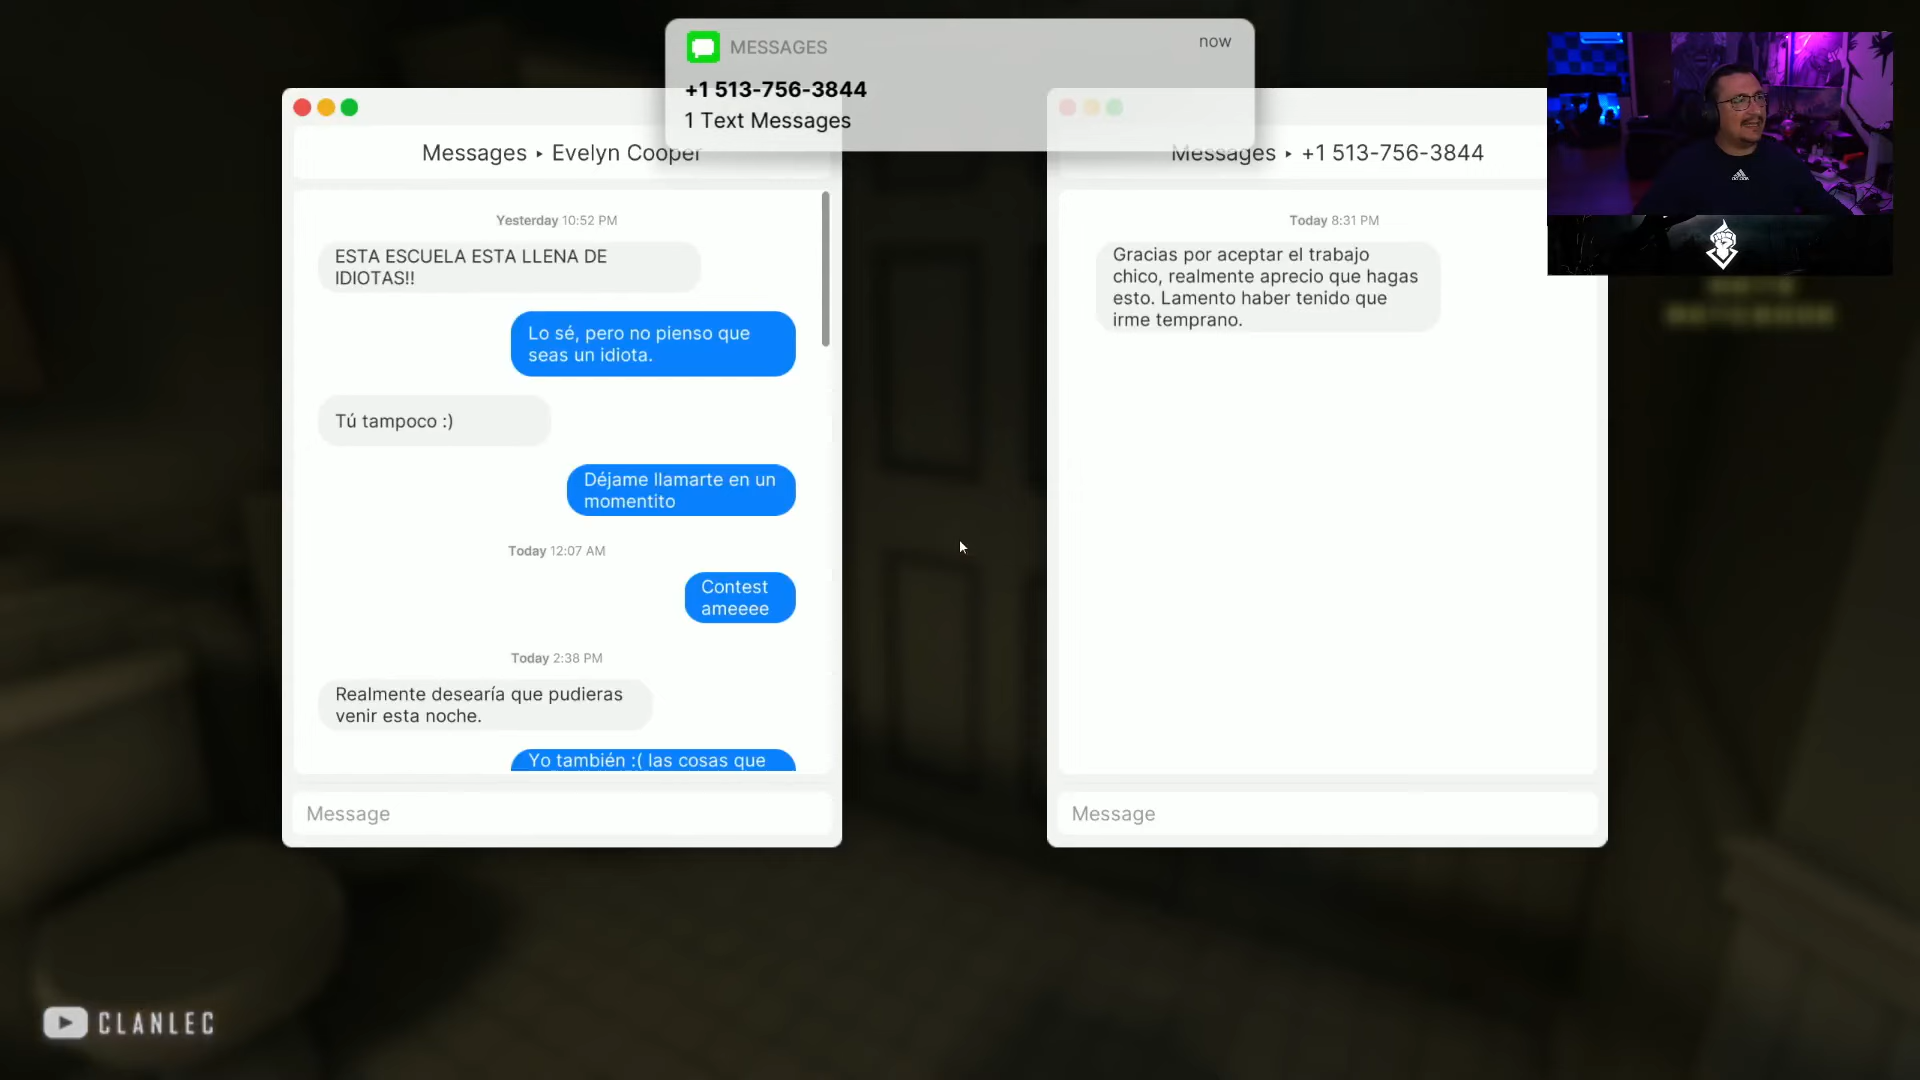 MESSAGES
now
+1 513-756-3844
1 Text Messages
Messages ▸ Evelyn Cooper
Yesterday 10:52 PM
ESTA ESCUELA ESTA LLENA DE
IDIOTAS!!
Lo sé, pero no pienso que
seas un idiota.
Tú tampoco :)
Déjame llamarte en un
momentito
Today 12:07 AM
Contest
ameeee
Today 2:38 PM
Realmente desearía que pudieras
venir esta noche.
Yo también :( las cosas que
Message
Messages ▸ +1 513-756-3844
Today 8:31 PM
Gracias por aceptar el trabajo
chico, realmente aprecio que hagas
esto. Lamento haber tenido que
irme temprano.
Message
CLANLEC